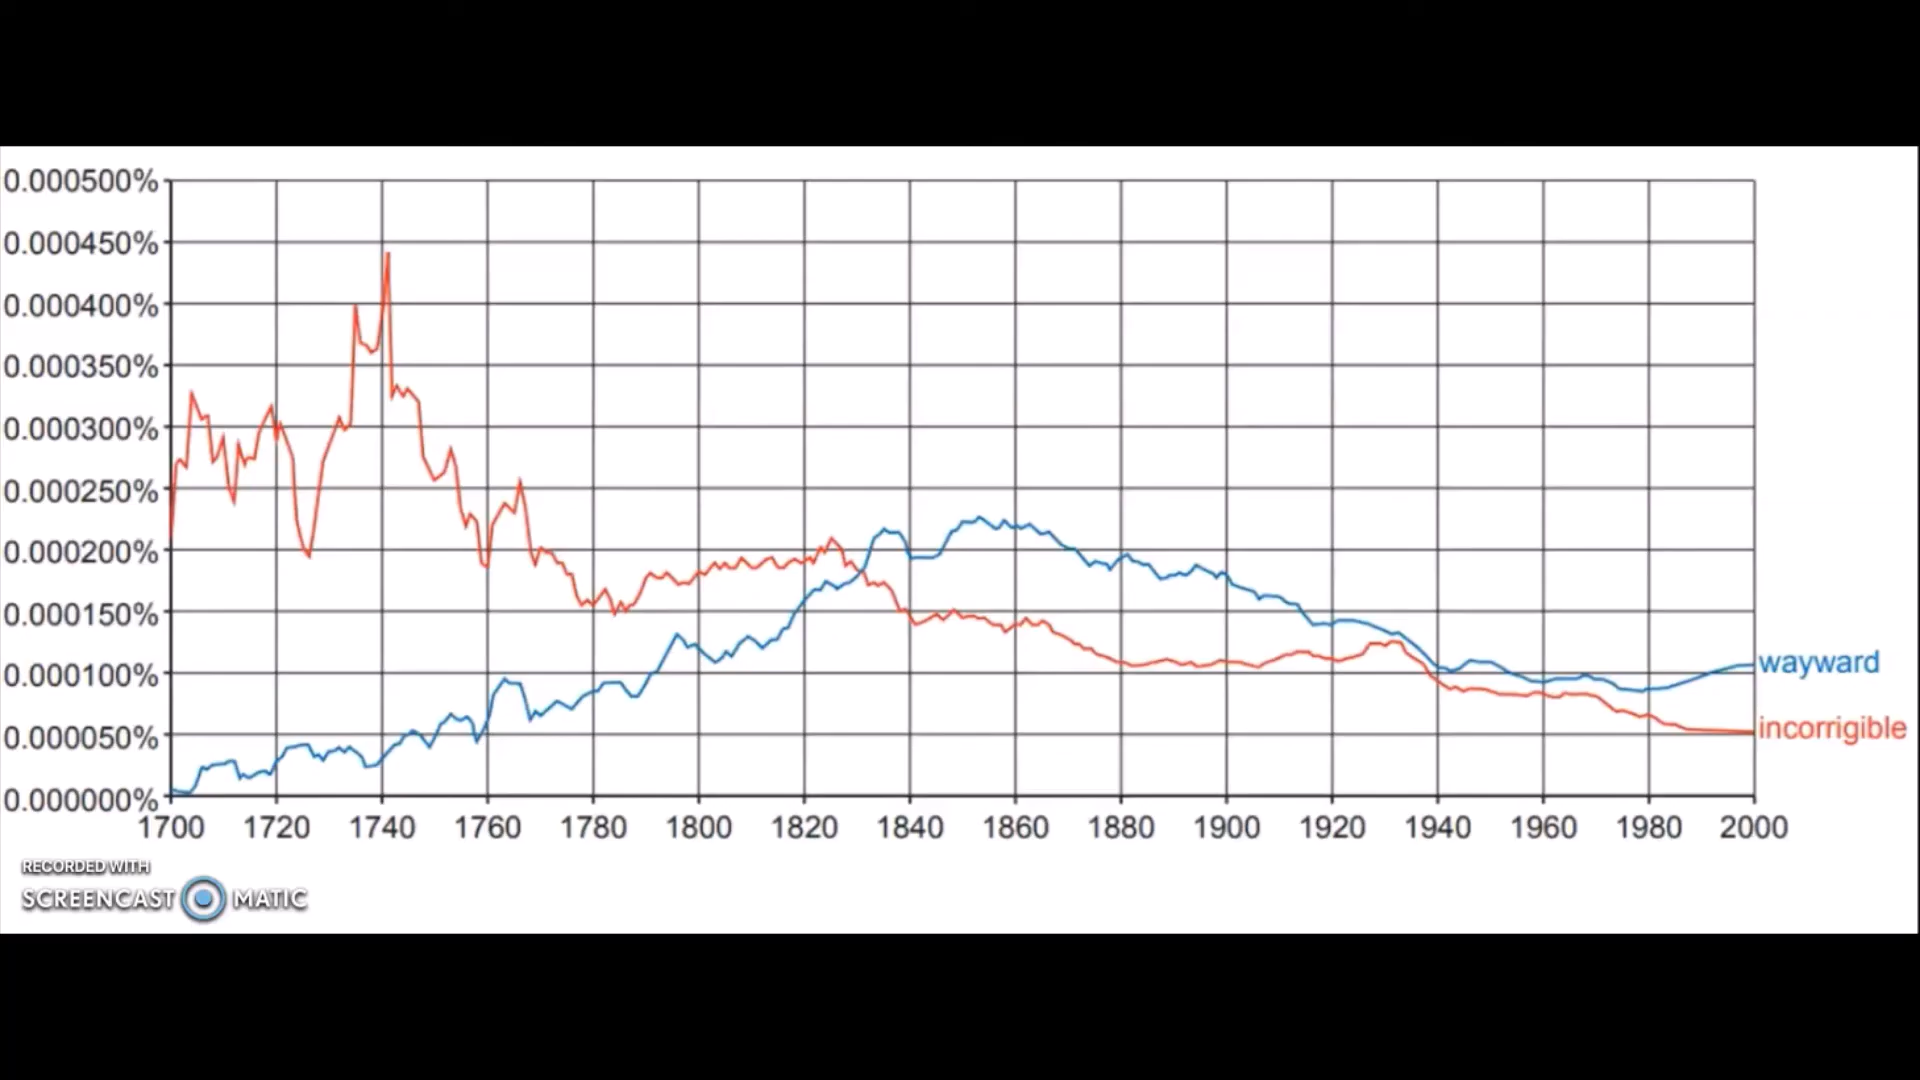 0.000500%
0.000450%
0.000400%
0.000350%
0.000300%
0.000250%
0.000200%
0.000150%
0.000100%
wayward
0.000050%
incorrigible
0.000000%
1700 1720 1740 1760 1780 1800 1820 1840 1860 1880 1900 1920 1940 1960 1980 2000
RECORDED WITH
SCREENCAST MATIC